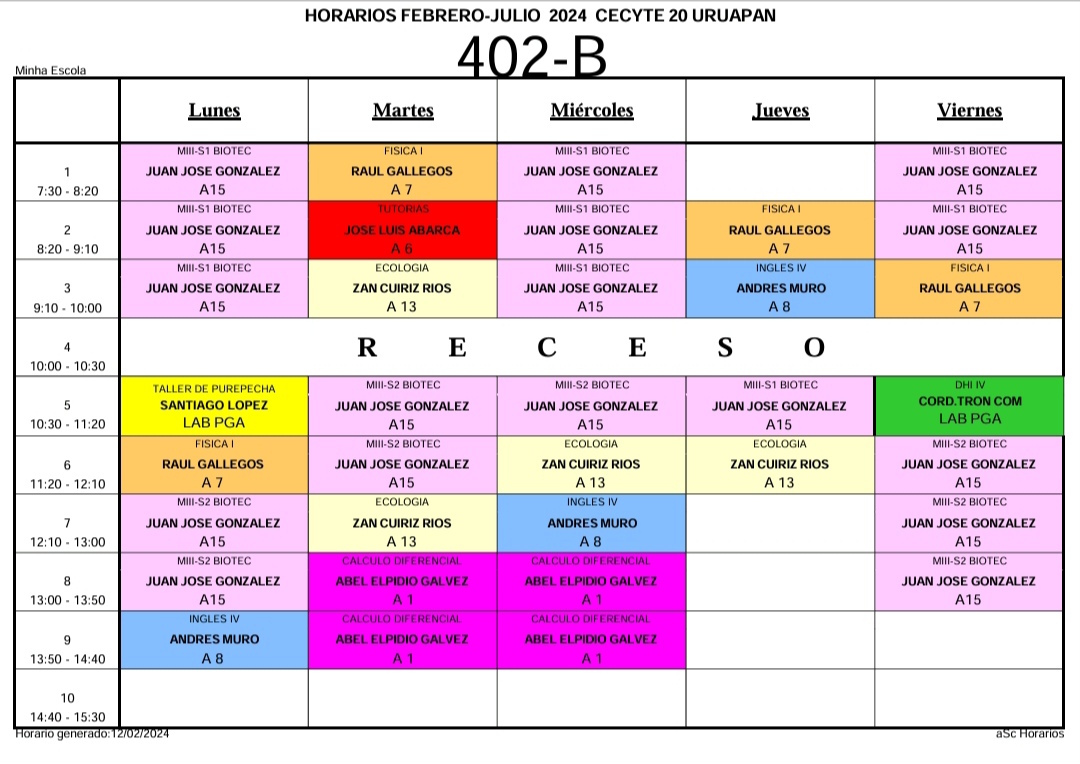 HORARIOS FEBRERO-JULIO 2024 CECYTE 20 URUAPAN
402-B
Minha Escola
Lunes Martes Miércoles Jueves Viernes
MIII-S1 BIOTEC FISICA I MIII-S1 BIOTEC MIII-S1 BIOTEC
1 JUAN JOSE GONZALEZ RAUL GALLEGOS JUAN JOSE GONZALEZ JUAN JOSE GONZALEZ
7:30 - 8:20 A15 A 7 A15 A15
MIII-S1 BIOTEC TUTORIAS MIII-S1 BIOTEC FISICA I MIII-S1 BIOTEC
2 JUAN JOSE GONZALEZ JOSE LUIS ABARCA JUAN JOSE GONZALEZ RAUL GALLEGOS JUAN JOSE GONZALEZ
8:20 - 9:10 A15 A 6 A15 A 7 A15
MIII-S1 BIOTEC ECOLOGIA MIII-S1 BIOTEC INGLES IV FISICA I
3 JUAN JOSE GONZALEZ ZAN CUIRIZ RIOS JUAN JOSE GONZALEZ ANDRES MURO RAUL GALLEGOS
9:10 - 10:00 A15 A 13 A15 A 8 A 7
4 R E C E S O
10:00 - 10:30
TALLER DE PUREPECHA MIII-S2 BIOTEC MIII-S2 BIOTEC MIII-S1 BIOTEC DHI IV
5 SANTIAGO LOPEZ JUAN JOSE GONZALEZ JUAN JOSE GONZALEZ JUAN JOSE GONZALEZ CORD.TRON COM
10:30 - 11:20 LAB PGA A15 A15 A15 LAB PGA
FISICA I MIII-S2 BIOTEC ECOLOGIA ECOLOGIA MIII-S2 BIOTEC
6 RAUL GALLEGOS JUAN JOSE GONZALEZ ZAN CUIRIZ RIOS ZAN CUIRIZ RIOS JUAN JOSE GONZALEZ
11:20 - 12:10 A 7 A15 A 13 A 13 A15
MIII-S2 BIOTEC ECOLOGIA INGLES IV MIII-S2 BIOTEC
7 JUAN JOSE GONZALEZ ZAN CUIRIZ RIOS ANDRES MURO JUAN JOSE GONZALEZ
12:10 - 13:00 A15 A 13 A 8 A15
MIII-S2 BIOTEC CALCULO DIFERENCIAL CALCULO DIFERENCIAL MIII-S2 BIOTEC
8 JUAN JOSE GONZALEZ ABEL ELPIDIO GALVEZ ABEL ELPIDIO GALVEZ JUAN JOSE GONZALEZ
13:00 - 13:50 A15 A 1 A 1 A15
INGLES IV CALCULO DIFERENCIAL CALCULO DIFERENCIAL
9 ANDRES MURO ABEL ELPIDIO GALVEZ ABEL ELPIDIO GALVEZ
13:50 - 14:40 A 8 A 1 A 1
10
14:40 - 15:30
Horario generado:12/02/2024 aSc Horarios